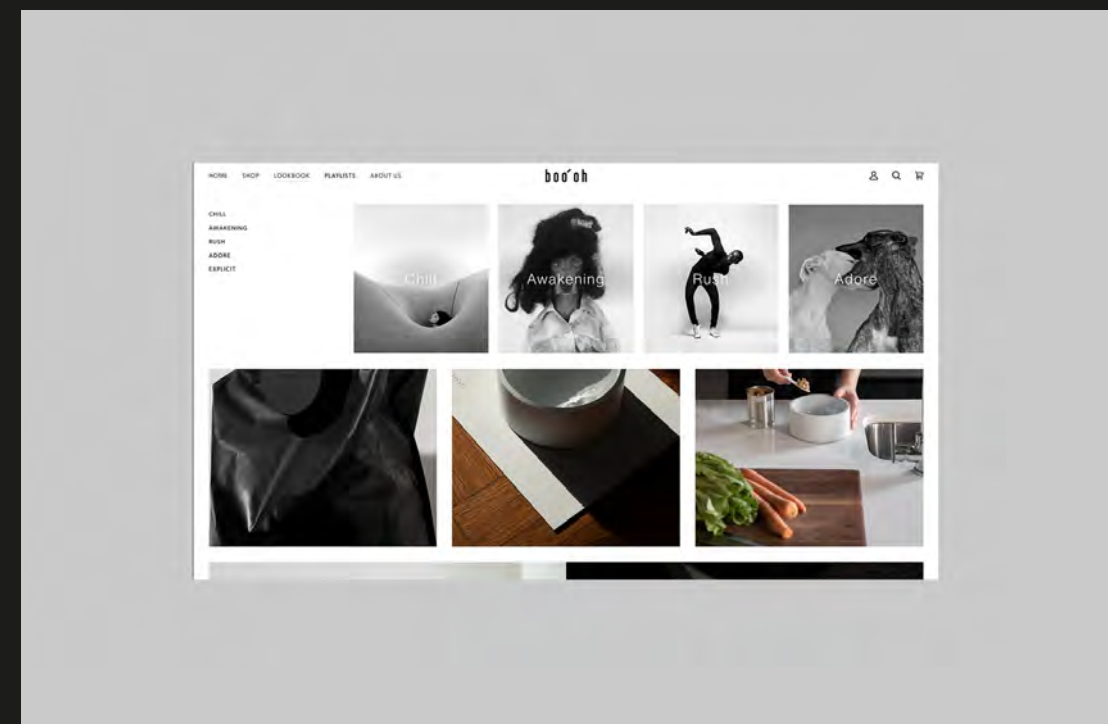 HOME SHOP LOOKBOOK PLAYLISTS ABOUT US
boo´oh
CHILL
AWAKENING
RUSH
ADORE
EXPLICIT
Chill
Awakening
Rush
Adore